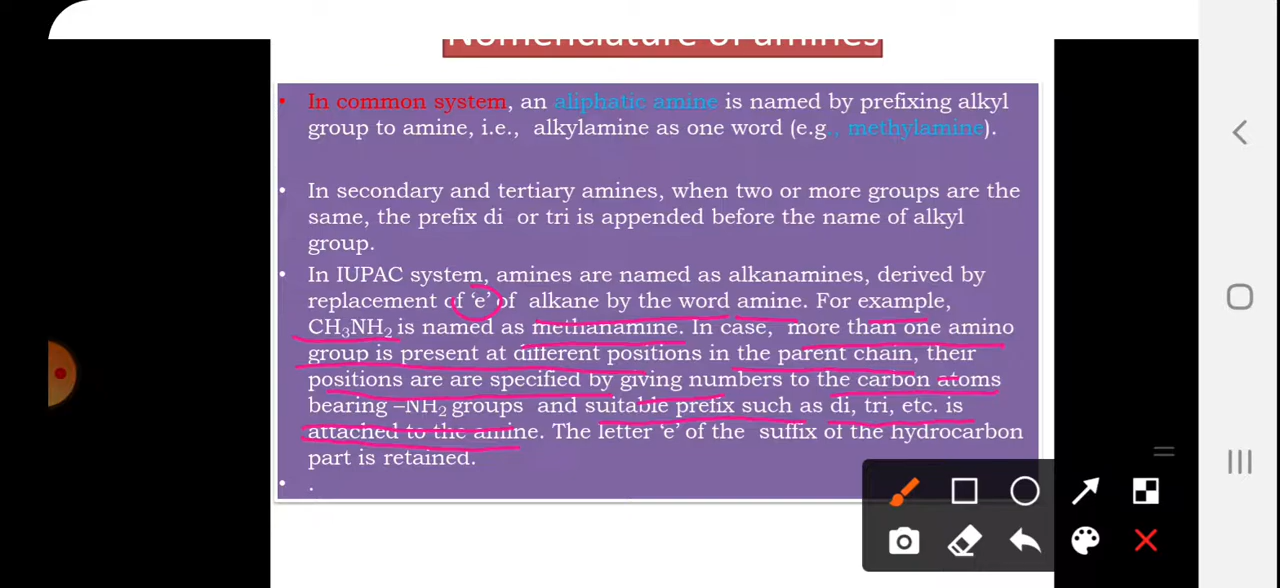 Nomenclature of amines
• In common system, an aliphatic amine is named by prefixing alkyl
group to amine, i.e., alkylamine as one word (e.g., methylamine).
• In secondary and tertiary amines, when two or more groups are the
same, the prefix di or tri is appended before the name of alkyl
group.
• In IUPAC system, amines are named as alkanamines, derived by
replacement of ‘e’ of alkane by the word amine. For example,
CH₃NH₂ is named as methanamine. In case, more than one amino
group is present at different positions in the parent chain, their
positions are are specified by giving numbers to the carbon atoms
bearing –NH₂ groups and suitable prefix such as di, tri, etc. is
attached to the amine. The letter ‘e’ of the suffix of the hydrocarbon
part is retained.
• .